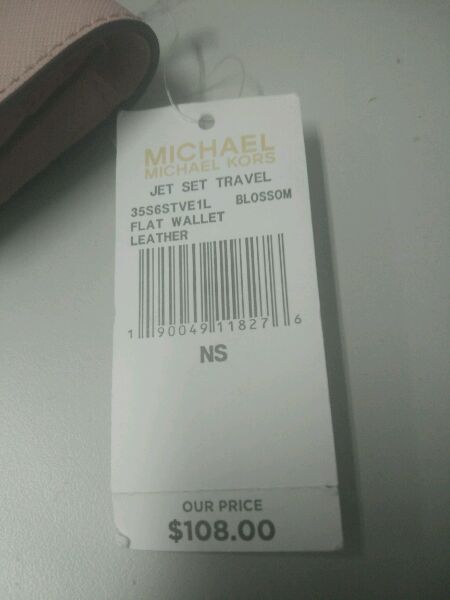 MICHAEL
MICHAEL KORS
JET SET TRAVEL
35S6STVE1L BLOSSOM
FLAT WALLET
LEATHER
1 90049 11827 6
NS
OUR PRICE
$108.00